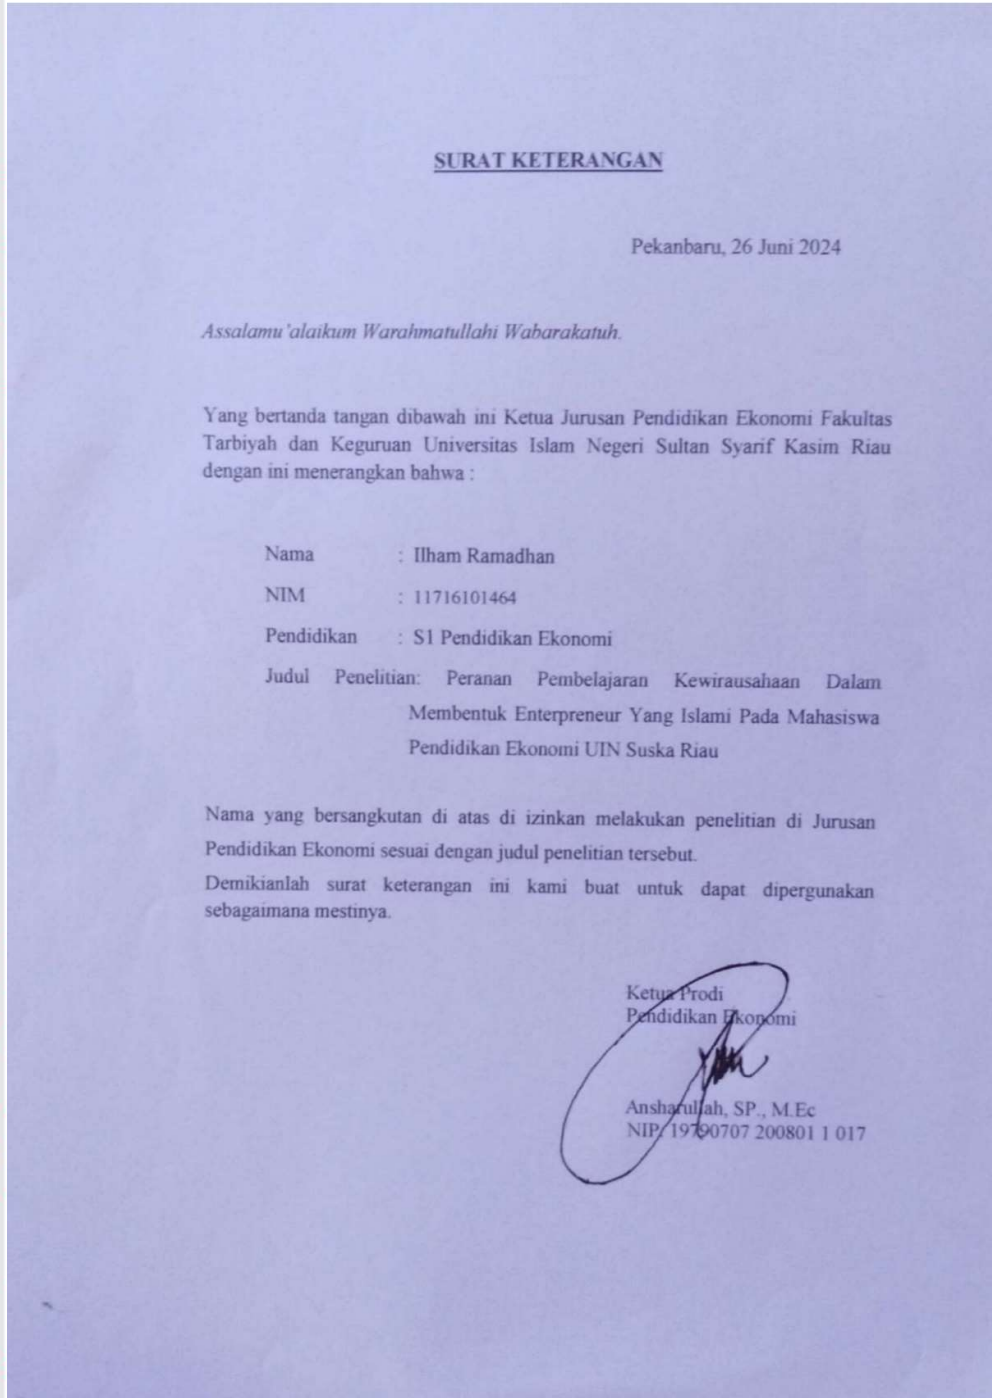 SURAT KETERANGAN
Pekanbaru, 26 Juni 2024
Assalamu'alaikum Warahmatullahi Wabarakatuh.
Yang bertanda tangan dibawah ini Ketua Jurusan Pendidikan Ekonomi Fakultas
Tarbiyah dan Keguruan Universitas Islam Negeri Sultan Syarif Kasim Riau
dengan ini menerangkan bahwa :
Nama : Ilham Ramadhan
NIM : 11716101464
Pendidikan : S1 Pendidikan Ekonomi
Judul Penelitian: Peranan Pembelajaran Kewirausahaan Dalam
Membentuk Enterpreneur Yang Islami Pada Mahasiswa
Pendidikan Ekonomi UIN Suska Riau
Nama yang bersangkutan di atas di izinkan melakukan penelitian di Jurusan
Pendidikan Ekonomi sesuai dengan judul penelitian tersebut.
Demikianlah surat keterangan ini kami buat untuk dapat dipergunakan
sebagaimana mestinya.
Ketua Prodi
Pendidikan Ekonomi
Ansharullah, SP., M.Ec
NIP. 19790707 200801 1 017